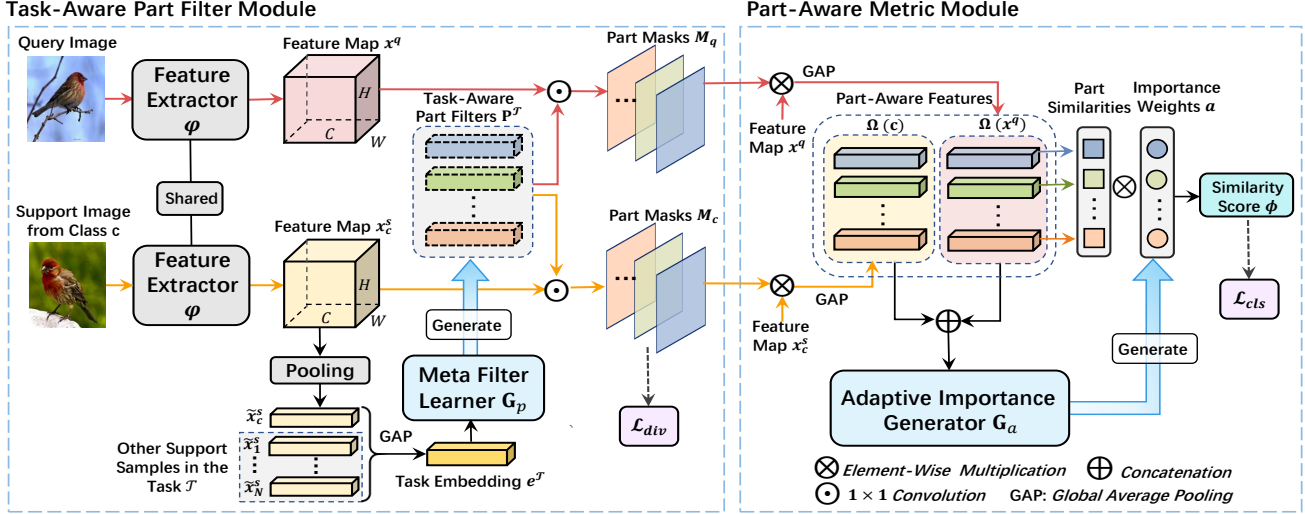 Task-Aware Part Filter Module
Query Image
Feature
Extractor
φ
Feature Map x^q
H
C
W
Shared
Support Image
from Class c
Feature
Extractor
φ
Feature Map x_c^s
H
C
W
Pooling
x̃_c^s
Other Support
Samples in the
Task 𝒯
x̃_1^s
x̃_N^s
GAP
Task Embedding e^𝒯
Meta Filter
Learner G_p
Generate
Task-Aware
Part Filters P^𝒯
Part Masks M_q
Part Masks M_c
ℒ_div
Part-Aware Metric Module
GAP
Feature
Map x^q
Part-Aware Features
Ω (c)
Ω (x^q)
GAP
Feature
Map x_c^s
Part
Similarities
Importance
Weights a
Similarity
Score ϕ
ℒ_cls
Generate
Adaptive Importance
Generator G_a
⊗ Element-Wise Multiplication
⊕ Concatenation
⊙ 1 × 1 Convolution
GAP: Global Average Pooling